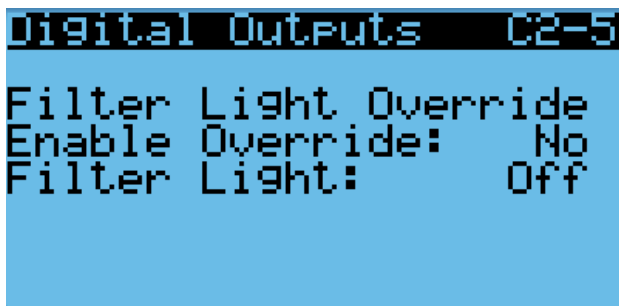 Digital Outputs C2-5
Filter Light Override
Enable Override: No
Filter Light: Off